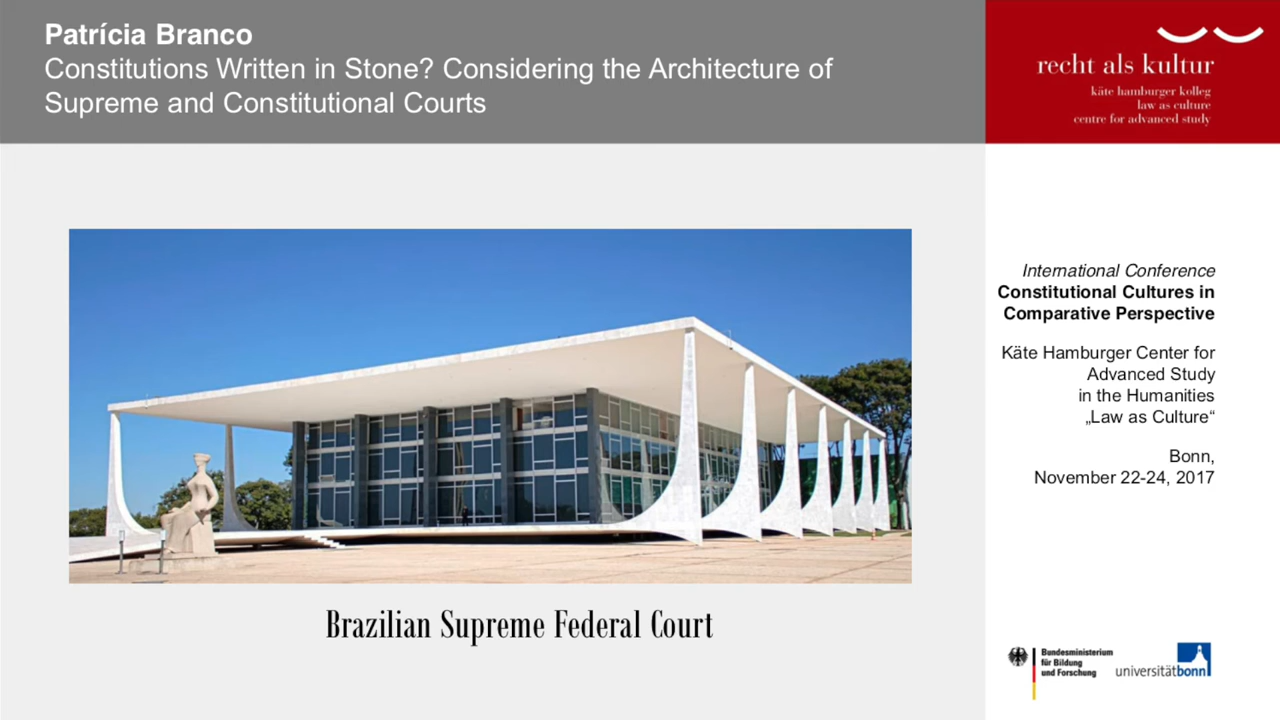 Patrícia Branco
Constitutions Written in Stone? Considering the Architecture of
Supreme and Constitutional Courts
recht als kultur
käte hamburger kolleg
law as culture
centre for advanced study
International Conference
Constitutional Cultures in
Comparative Perspective
Käte Hamburger Center for
Advanced Study
in the Humanities
„Law as Culture“
Bonn,
November 22-24, 2017
Brazilian Supreme Federal Court
Bundesministerium
für Bildung
und Forschung
universitätbonn